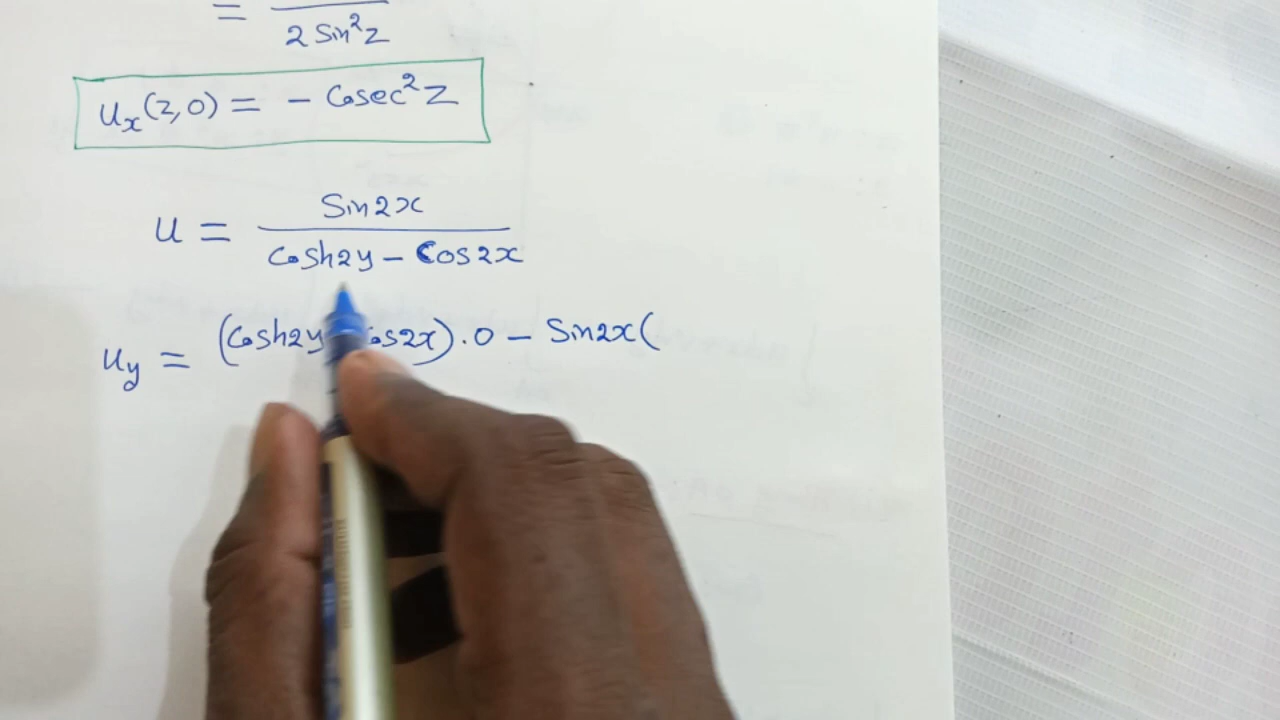 =
2 Sin²z
uₓ(z,0) = - Cosec²z
u = Sin2x / Cosh2y - Cos2x
u_y = (Cosh2y Cos2x).0 - Sin2x(